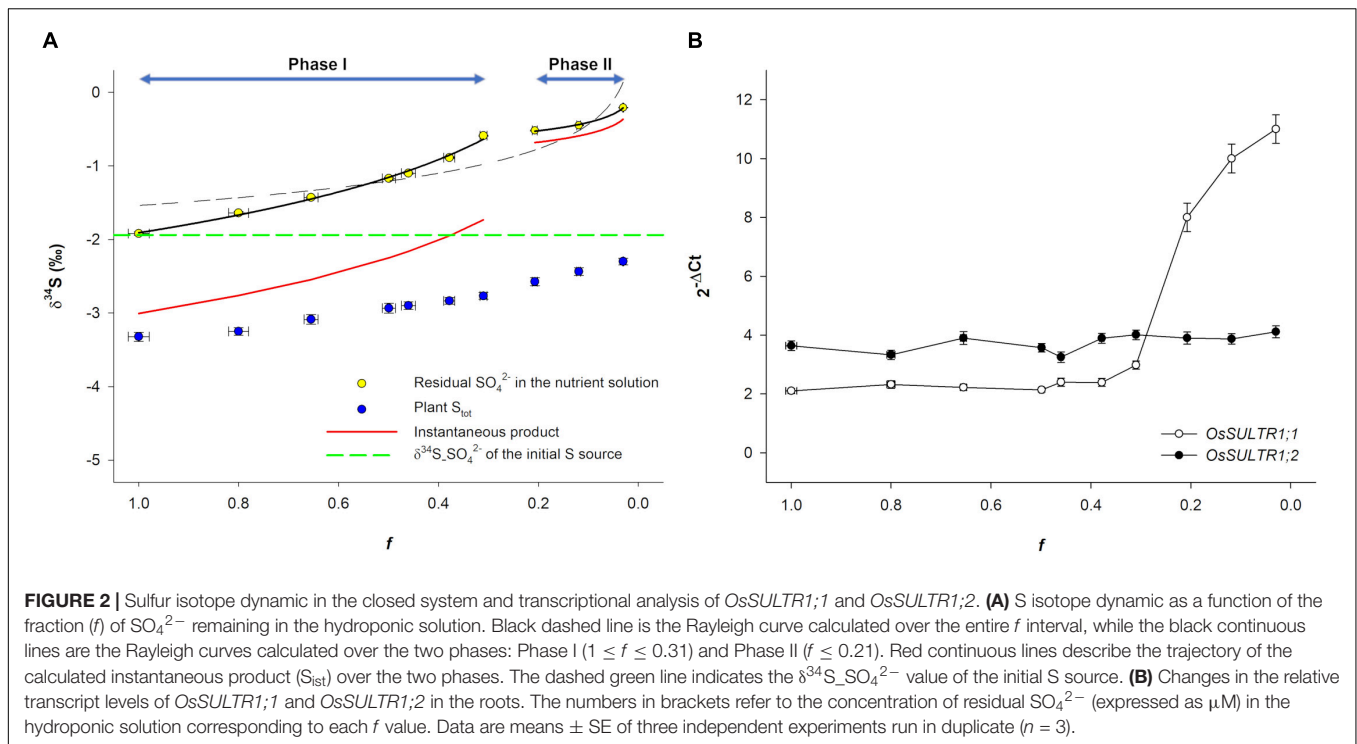 A
Phase I
Phase II
0
-1
-2
-3
-4
-5
δ34S (‰)
Residual SO₄²⁻ in the nutrient solution
Plant Stot
Instantaneous product
δ34S_SO₄²⁻ of the initial S source
1.0 0.8 0.6 0.4 0.2 0.0
f
B
12
10
8
6
4
2
0
2-ΔCt
OsSULTR1;1
OsSULTR1;2
1.0 0.8 0.6 0.4 0.2 0.0
f
FIGURE 2 | Sulfur isotope dynamic in the closed system and transcriptional analysis of OsSULTR1;1 and OsSULTR1;2. (A) S isotope dynamic as a function of the
fraction (f) of SO₄²⁻ remaining in the hydroponic solution. Black dashed line is the Rayleigh curve calculated over the entire f interval, while the black continuous
lines are the Rayleigh curves calculated over the two phases: Phase I (1 ≤ f ≤ 0.31) and Phase II (f ≤ 0.21). Red continuous lines describe the trajectory of the
calculated instantaneous product (Sist) over the two phases. The dashed green line indicates the δ34S_SO₄²⁻ value of the initial S source. (B) Changes in the relative
transcript levels of OsSULTR1;1 and OsSULTR1;2 in the roots. The numbers in brackets refer to the concentration of residual SO₄²⁻ (expressed as μM) in the
hydroponic solution corresponding to each f value. Data are means ± SE of three independent experiments run in duplicate (n = 3).